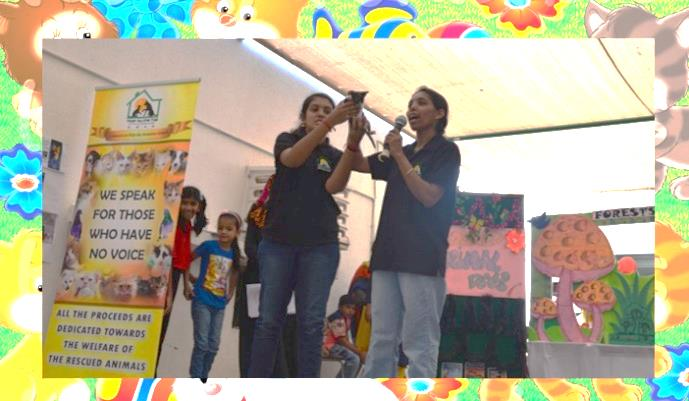 WE SPEAK
FOR THOSE
WHO HAVE
NO VOICE
ALL THE PROCEEDS ARE
DEDICATED TOWARDS
THE WELFARE OF
THE RESCUED ANIMALS
FORESTS